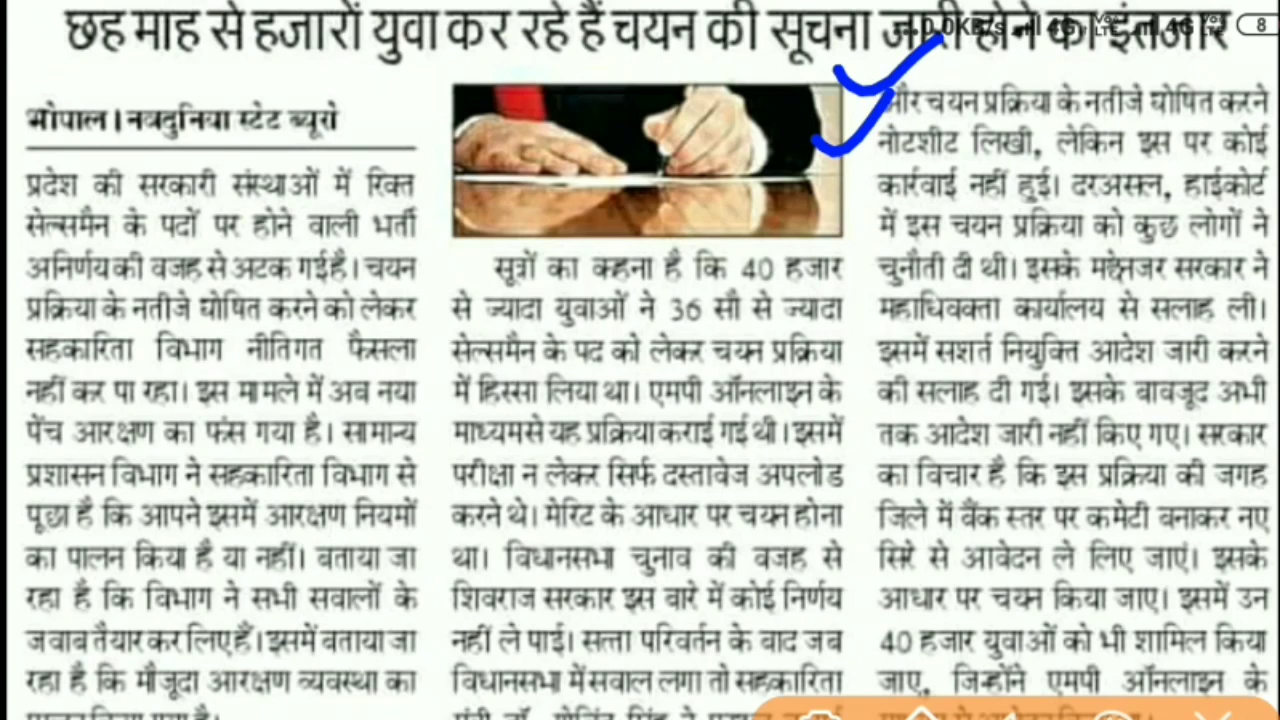 छह माह से हजारों युवा कर रहे हैं चयन की सूचना जारी होने का इंतजार
0.0KB/s 4G 4G 8
भोपाल। नवदुनिया स्टेट ब्यूरो
प्रदेश की सरकारी संस्थाओं में रिक्त
सेल्समैन के पदों पर होने वाली भर्ती
अनिर्णय की वजह से अटक गई है। चयन
प्रक्रिया के नतीजे घोषित करने को लेकर
सहकारिता विभाग नीतिगत फैसला
नहीं कर पा रहा। इस मामले में अब नया
पेंच आरक्षण का फंस गया है। सामान्य
प्रशासन विभाग ने सहकारिता विभाग से
पूछा है कि आपने इसमें आरक्षण नियमों
का पालन किया है या नहीं। बताया जा
रहा है कि विभाग ने सभी सवालों के
जवाब तैयार कर लिए हैं। इसमें बताया जा
रहा है कि मौजूदा आरक्षण व्यवस्था का
सूत्रों का कहना है कि 40 हजार
से ज्यादा युवाओं ने 36 सौ से ज्यादा
सेल्समैन के पद को लेकर चयन प्रक्रिया
में हिस्सा लिया था। एमपी ऑनलाइन के
माध्यम से यह प्रक्रिया कराई गई थी। इसमें
परीक्षा न लेकर सिर्फ दस्तावेज अपलोड
करने थे। मेरिट के आधार पर चयन होना
था। विधानसभा चुनाव की वजह से
शिवराज सरकार इस बारे में कोई निर्णय
नहीं ले पाई। सत्ता परिवर्तन के बाद जब
विधानसभा में सवाल लगा तो सहकारिता
और चयन प्रक्रिया के नतीजे घोषित करने
नोटशीट लिखी, लेकिन इस पर कोई
कार्रवाई नहीं हुई। दरअसल, हाईकोर्ट
में इस चयन प्रक्रिया को कुछ लोगों ने
चुनौती दी थी। इसके मद्देनजर सरकार ने
महाधिवक्ता कार्यालय से सलाह ली।
इसमें सशर्त नियुक्ति आदेश जारी करने
की सलाह दी गई। इसके बावजूद अभी
तक आदेश जारी नहीं किए गए। सरकार
का विचार है कि इस प्रक्रिया की जगह
जिले में बैंक स्तर पर कमेटी बनाकर नए
सिरे से आवेदन ले लिए जाएं। इसके
आधार पर चयन किया जाए। इसमें उन
40 हजार युवाओं को भी शामिल किया
जाए, जिन्होंने एमपी ऑनलाइन के